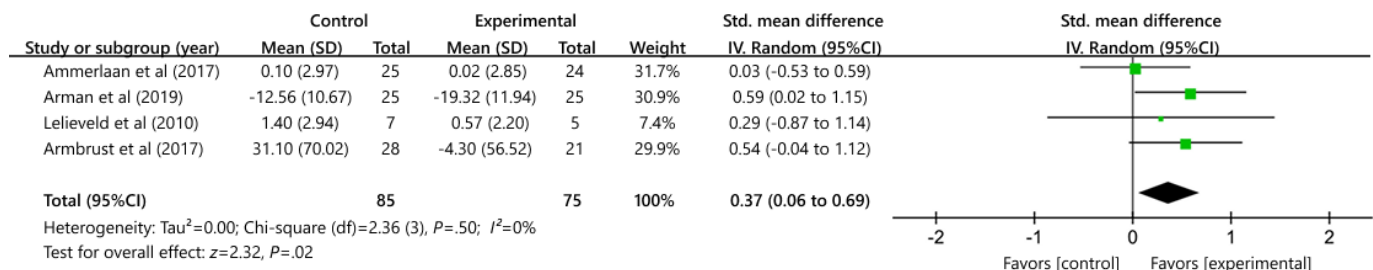 Control Experimental Std. mean difference Std. mean difference
Study or subgroup (year) Mean (SD) Total Mean (SD) Total Weight IV. Random (95%CI) IV. Random (95%CI)
Ammerlaan et al (2017) 0.10 (2.97) 25 0.02 (2.85) 24 31.7% 0.03 (-0.53 to 0.59)
Arman et al (2019) -12.56 (10.67) 25 -19.32 (11.94) 25 30.9% 0.59 (0.02 to 1.15)
Lelieveld et al (2010) 1.40 (2.94) 7 0.57 (2.20) 5 7.4% 0.29 (-0.87 to 1.14)
Armbrust et al (2017) 31.10 (70.02) 28 -4.30 (56.52) 21 29.9% 0.54 (-0.04 to 1.12)
Total (95%CI) 85 75 100% 0.37 (0.06 to 0.69)
Heterogeneity: Tau²=0.00; Chi-square (df)=2.36 (3), P=.50; I²=0%
Test for overall effect: z=2.32, P=.02
-2 -1 0 1 2
Favors [control] Favors [experimental]